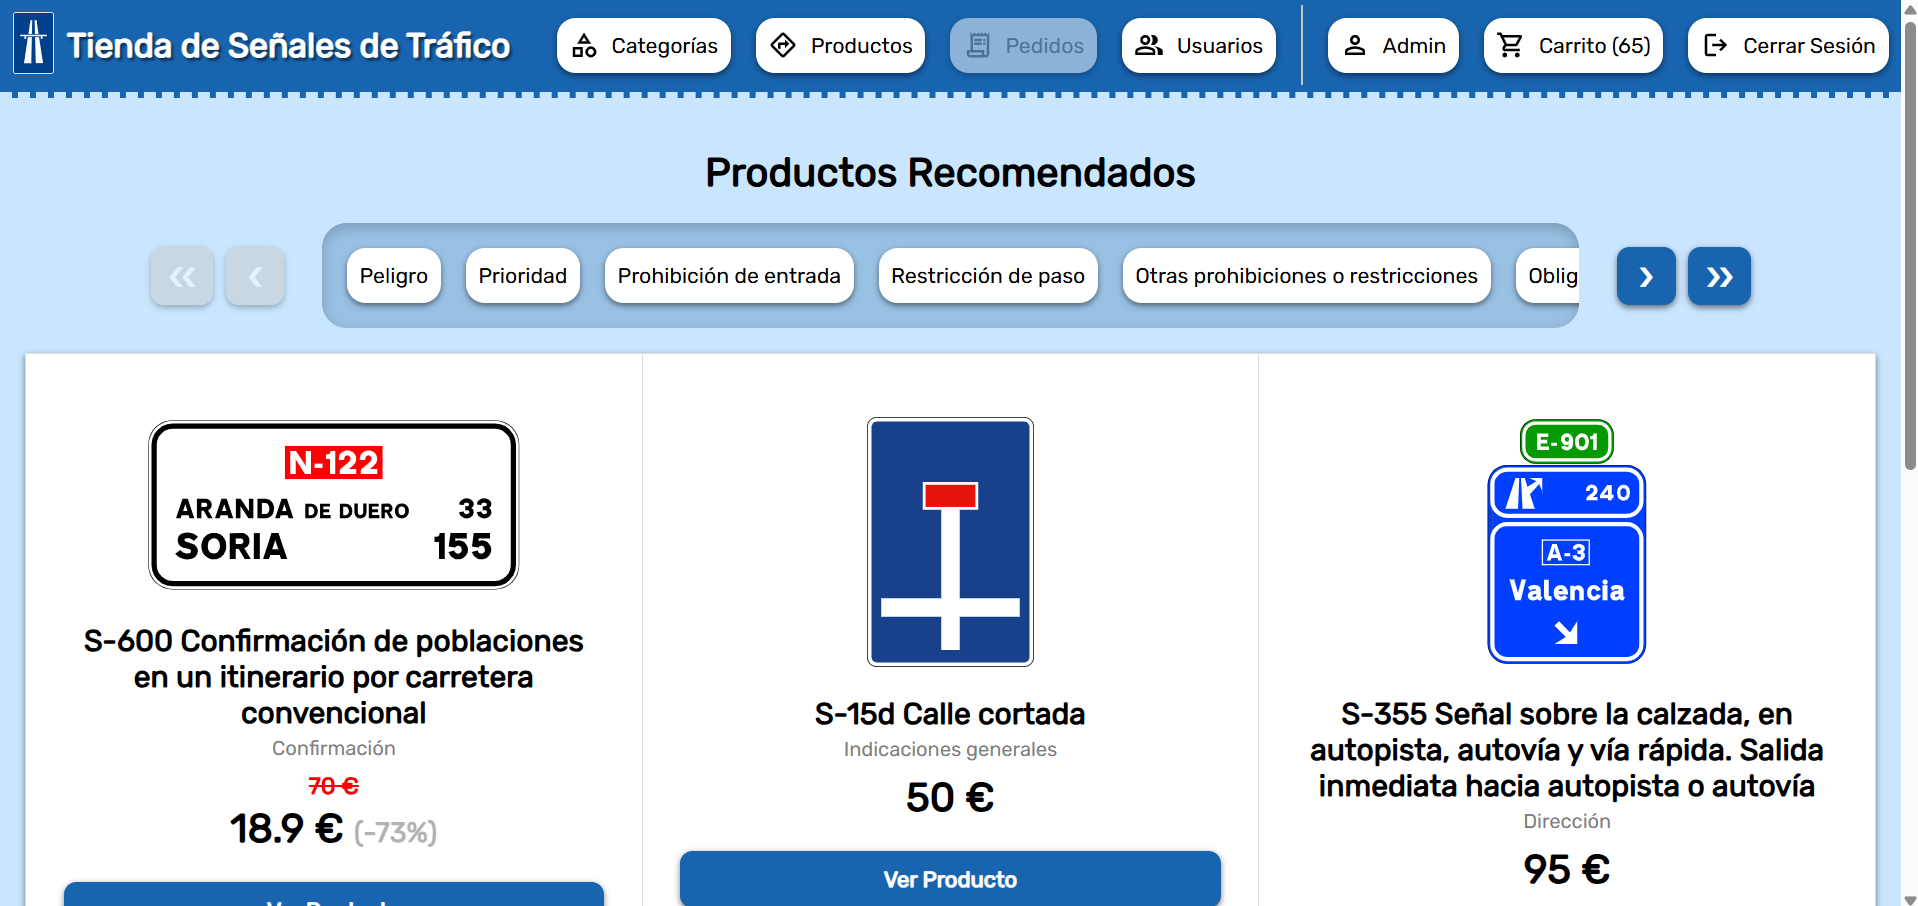 Tienda de Señales de Tráfico
Categorías
Productos
Pedidos
Usuarios
Admin
Carrito (65)
Cerrar Sesión
Productos Recomendados
Peligro
Prioridad
Prohibición de entrada
Restricción de paso
Otras prohibiciones o restricciones
Oblig
N-122
ARANDA DE DUERO 33
SORIA 155
S-600 Confirmación de poblaciones
en un itinerario por carretera
convencional
Confirmación
70 €
18.9 € (-73%)
Ver Producto
S-15d Calle cortada
Indicaciones generales
50 €
Ver Producto
E-901
240
A-3
Valencia
S-355 Señal sobre la calzada, en
autopista, autovía y vía rápida. Salida
inmediata hacia autopista o autovía
Dirección
95 €